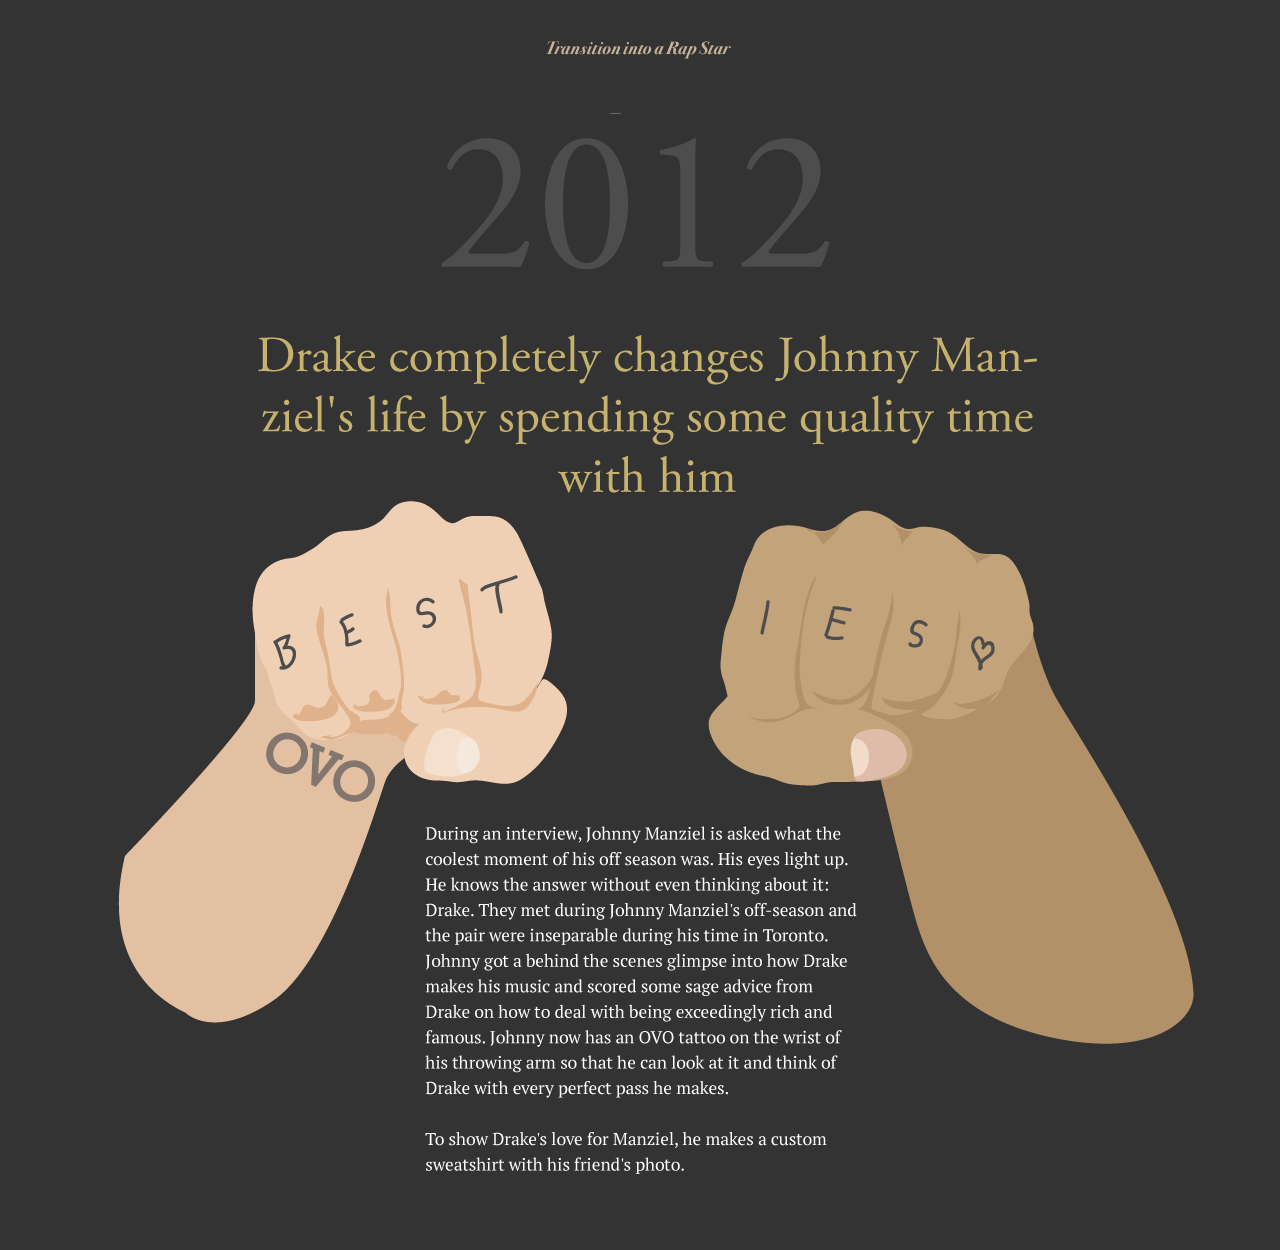 Transition into a Rap Star
2012
Drake completely changes Johnny Man-
ziel's life by spending some quality time
with him
B E S T
I E S ♡
OVO
During an interview, Johnny Manziel is asked what the
coolest moment of his off season was. His eyes light up.
He knows the answer without even thinking about it:
Drake. They met during Johnny Manziel's off-season and
the pair were inseparable during his time in Toronto.
Johnny got a behind the scenes glimpse into how Drake
makes his music and scored some sage advice from
Drake on how to deal with being exceedingly rich and
famous. Johnny now has an OVO tattoo on the wrist of
his throwing arm so that he can look at it and think of
Drake with every perfect pass he makes.
To show Drake's love for Manziel, he makes a custom
sweatshirt with his friend's photo.